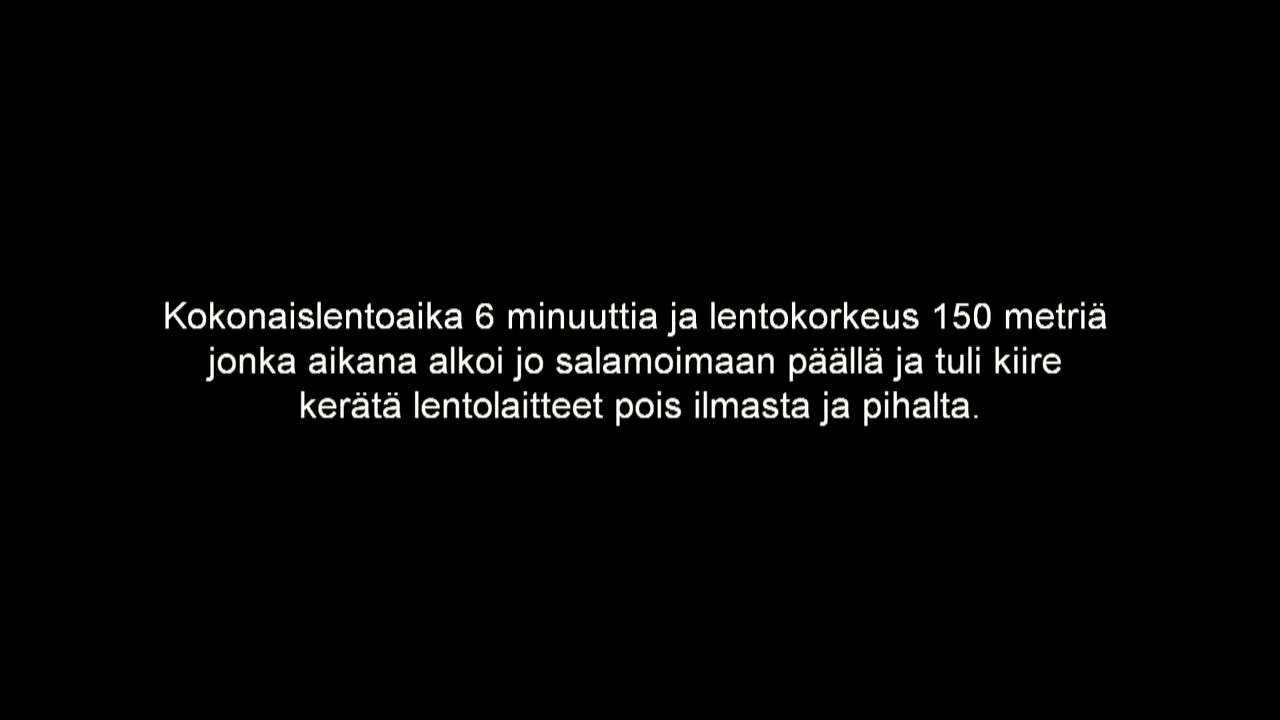 Kokonaislentoaika 6 minuuttia ja lentokorkeus 150 metriä
jonka aikana alkoi jo salamoimaan päällä ja tuli kiire
kerätä lentolaitteet pois ilmasta ja pihalta.